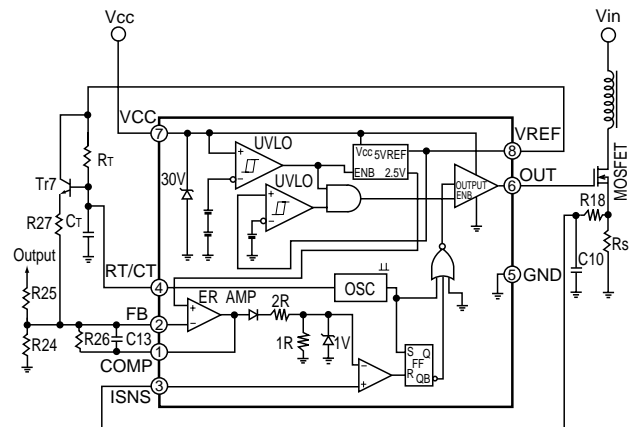 Vcc
Vin
VCC
7
UVLO
Vcc
5VREF
ENB
2.5V
8
VREF
RT
30V
UVLO
OUTPUT
ENB
6
OUT
MOSFET
Tr7
R27
CT
R18
Rs
C10
Output
RT/CT
4
OSC
5
GND
R25
ER AMP
FB
2
2R
R26
C13
1R
1V
R24
1
COMP
S
Q
FF
R
QB
3
ISNS